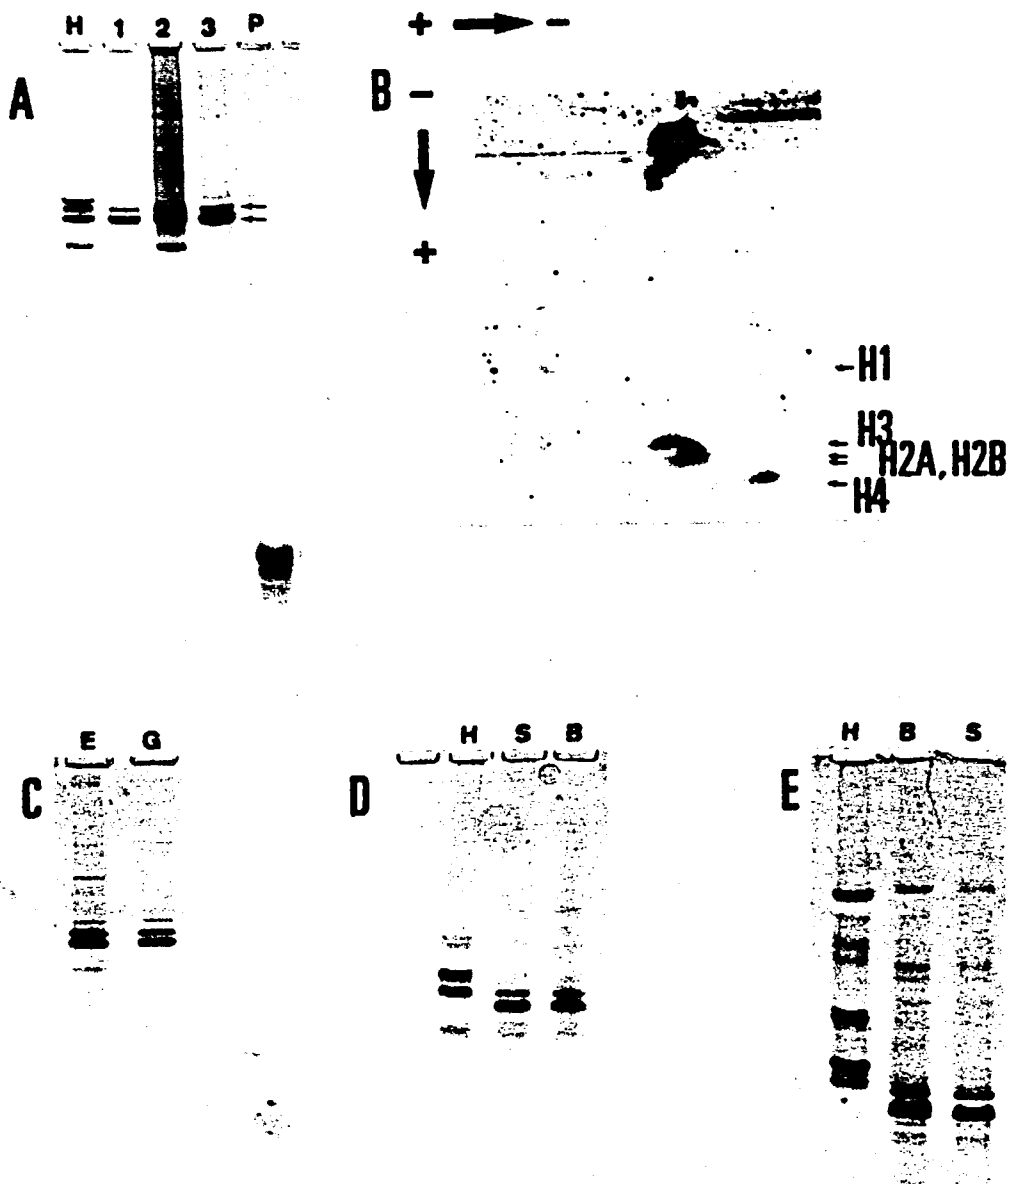 H 1 2 3 P
A
+ → -
B -
+
← H1
← H3
← H2A, H2B
← H4
E G
C
H S B
D
H B S
E